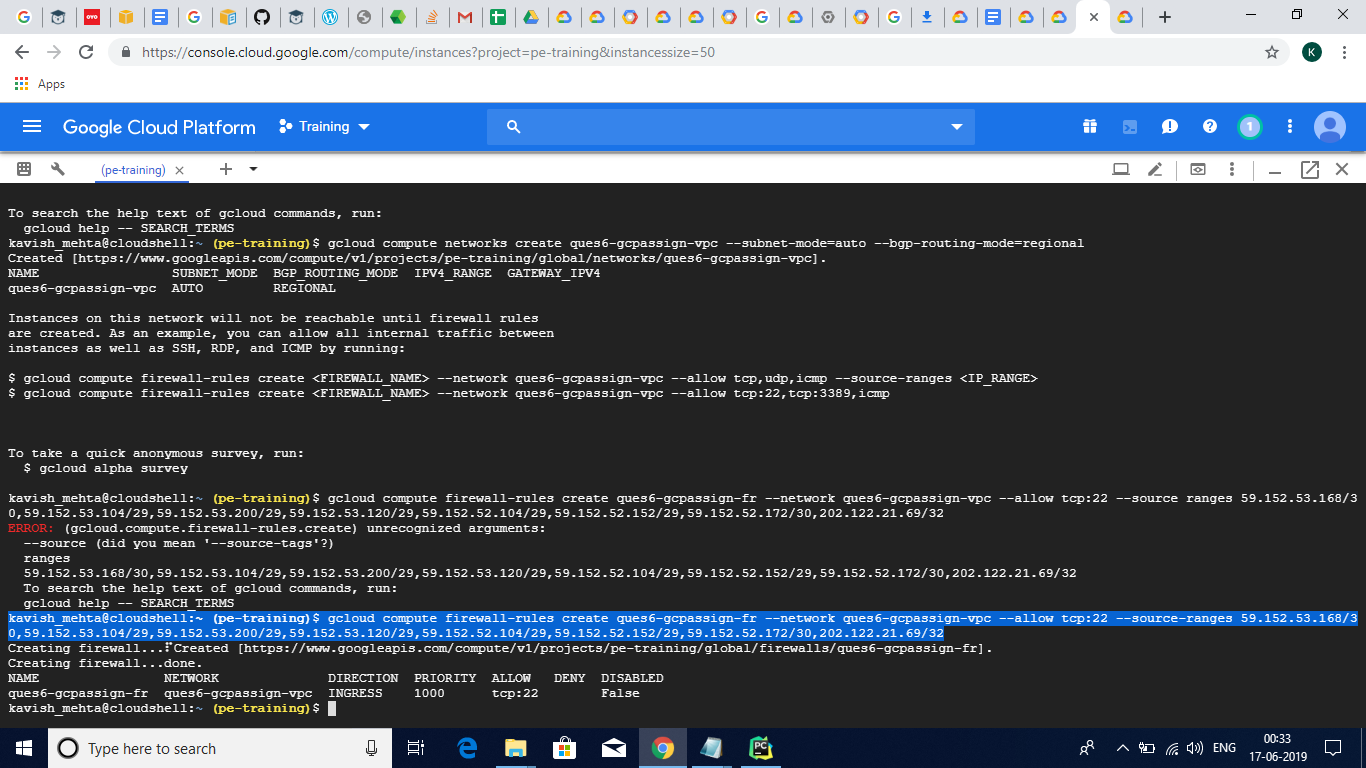 https://console.cloud.google.com/compute/instances?project=pe-training&instancessize=50
K
Apps
Google Cloud Platform
Training
1
(pe-training)
To search the help text of gcloud commands, run:
  gcloud help -- SEARCH_TERMS
kavish_mehta@cloudshell:~ (pe-training)$ gcloud compute networks create ques6-gcpassign-vpc --subnet-mode=auto --bgp-routing-mode=regional
Created [https://www.googleapis.com/compute/v1/projects/pe-training/global/networks/ques6-gcpassign-vpc].
NAME                 SUBNET_MODE  BGP_ROUTING_MODE  IPV4_RANGE  GATEWAY_IPV4
ques6-gcpassign-vpc  AUTO         REGIONAL
Instances on this network will not be reachable until firewall rules
are created. As an example, you can allow all internal traffic between
instances as well as SSH, RDP, and ICMP by running:
$ gcloud compute firewall-rules create <FIREWALL_NAME> --network ques6-gcpassign-vpc --allow tcp,udp,icmp --source-ranges <IP_RANGE>
$ gcloud compute firewall-rules create <FIREWALL_NAME> --network ques6-gcpassign-vpc --allow tcp:22,tcp:3389,icmp
To take a quick anonymous survey, run:
  $ gcloud alpha survey
kavish_mehta@cloudshell:~ (pe-training)$ gcloud compute firewall-rules create ques6-gcpassign-fr --network ques6-gcpassign-vpc --allow tcp:22 --source ranges 59.152.53.168/3
0,59.152.53.104/29,59.152.53.200/29,59.152.53.120/29,59.152.52.104/29,59.152.52.152/29,59.152.52.172/30,202.122.21.69/32
ERROR: (gcloud.compute.firewall-rules.create) unrecognized arguments:
  --source (did you mean '--source-tags'?)
  ranges
  59.152.53.168/30,59.152.53.104/29,59.152.53.200/29,59.152.53.120/29,59.152.52.104/29,59.152.52.152/29,59.152.52.172/30,202.122.21.69/32
  To search the help text of gcloud commands, run:
  gcloud help -- SEARCH_TERMS
kavish_mehta@cloudshell:~ (pe-training)$ gcloud compute firewall-rules create ques6-gcpassign-fr --network ques6-gcpassign-vpc --allow tcp:22 --source-ranges 59.152.53.168/3
0,59.152.53.104/29,59.152.53.200/29,59.152.53.120/29,59.152.52.104/29,59.152.52.152/29,59.152.52.172/30,202.122.21.69/32
Creating firewall...⠏Created [https://www.googleapis.com/compute/v1/projects/pe-training/global/firewalls/ques6-gcpassign-fr].
Creating firewall...done.
NAME                NETWORK              DIRECTION  PRIORITY  ALLOW   DENY  DISABLED
ques6-gcpassign-fr  ques6-gcpassign-vpc  INGRESS    1000      tcp:22        False
kavish_mehta@cloudshell:~ (pe-training)$
Type here to search
ENG
00:33
17-06-2019